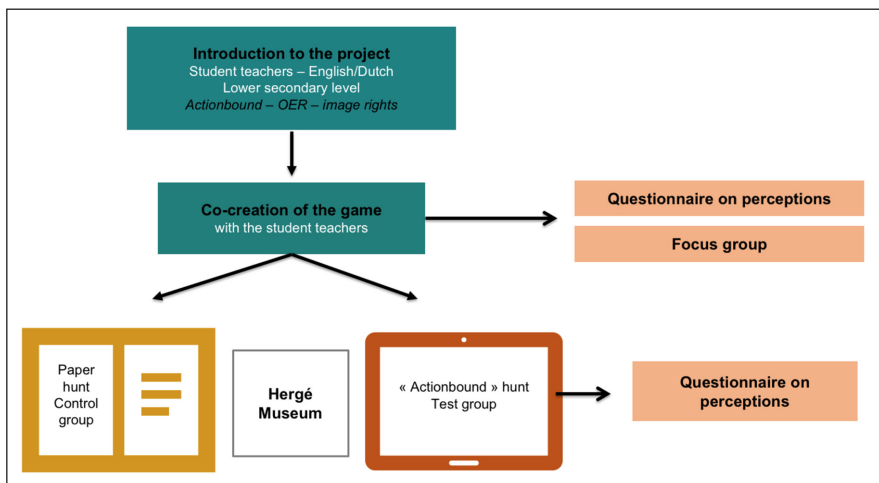 Introduction to the project
Student teachers – English/Dutch
Lower secondary level
Actionbound – OER – image rights
Co-creation of the game
with the student teachers
Questionnaire on perceptions
Focus group
Paper
hunt
Control
group
Hergé
Museum
« Actionbound » hunt
Test group
Questionnaire on
perceptions